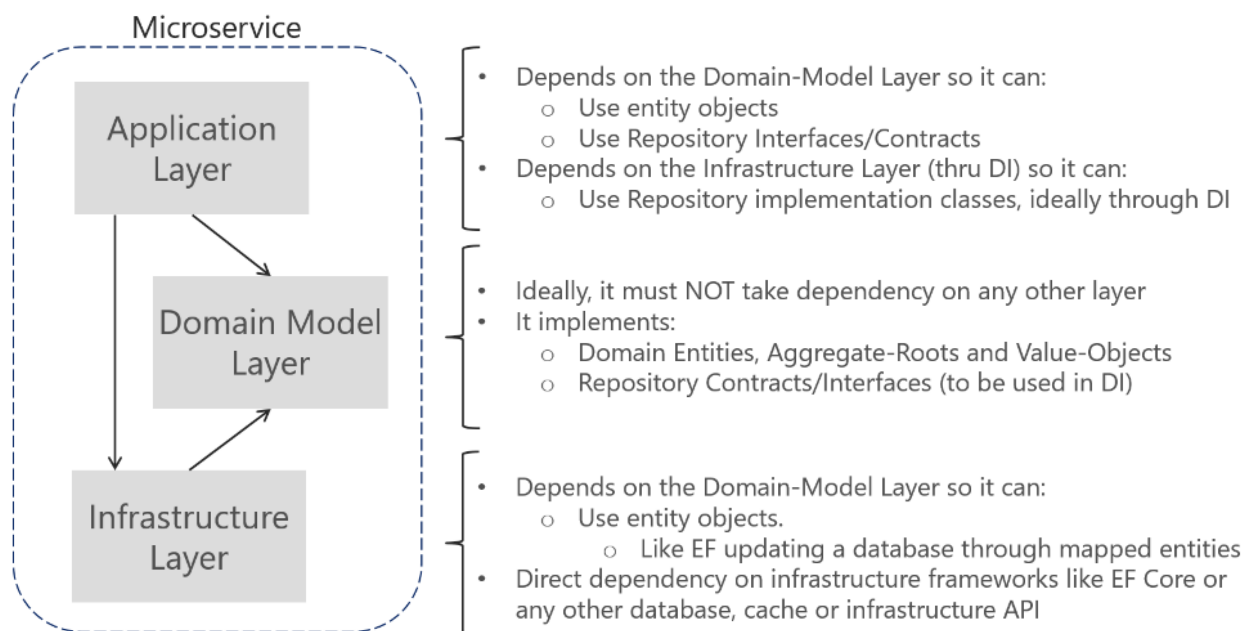 Microservice
Application
Layer
Domain Model
Layer
Infrastructure
Layer
• Depends on the Domain-Model Layer so it can:
o Use entity objects
o Use Repository Interfaces/Contracts
• Depends on the Infrastructure Layer (thru DI) so it can:
o Use Repository implementation classes, ideally through DI
• Ideally, it must NOT take dependency on any other layer
• It implements:
o Domain Entities, Aggregate-Roots and Value-Objects
o Repository Contracts/Interfaces (to be used in DI)
• Depends on the Domain-Model Layer so it can:
o Use entity objects.
o Like EF updating a database through mapped entities
• Direct dependency on infrastructure frameworks like EF Core or
any other database, cache or infrastructure API